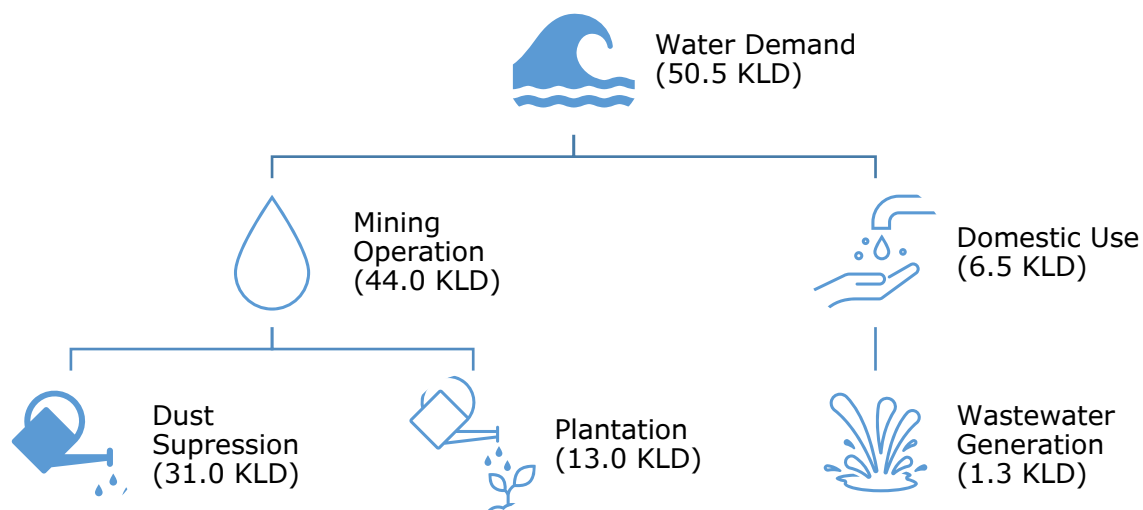 Water Demand
(50.5 KLD)
Mining
Operation
(44.0 KLD)
Domestic Use
(6.5 KLD)
Dust
Supression
(31.0 KLD)
Plantation
(13.0 KLD)
Wastewater
Generation
(1.3 KLD)